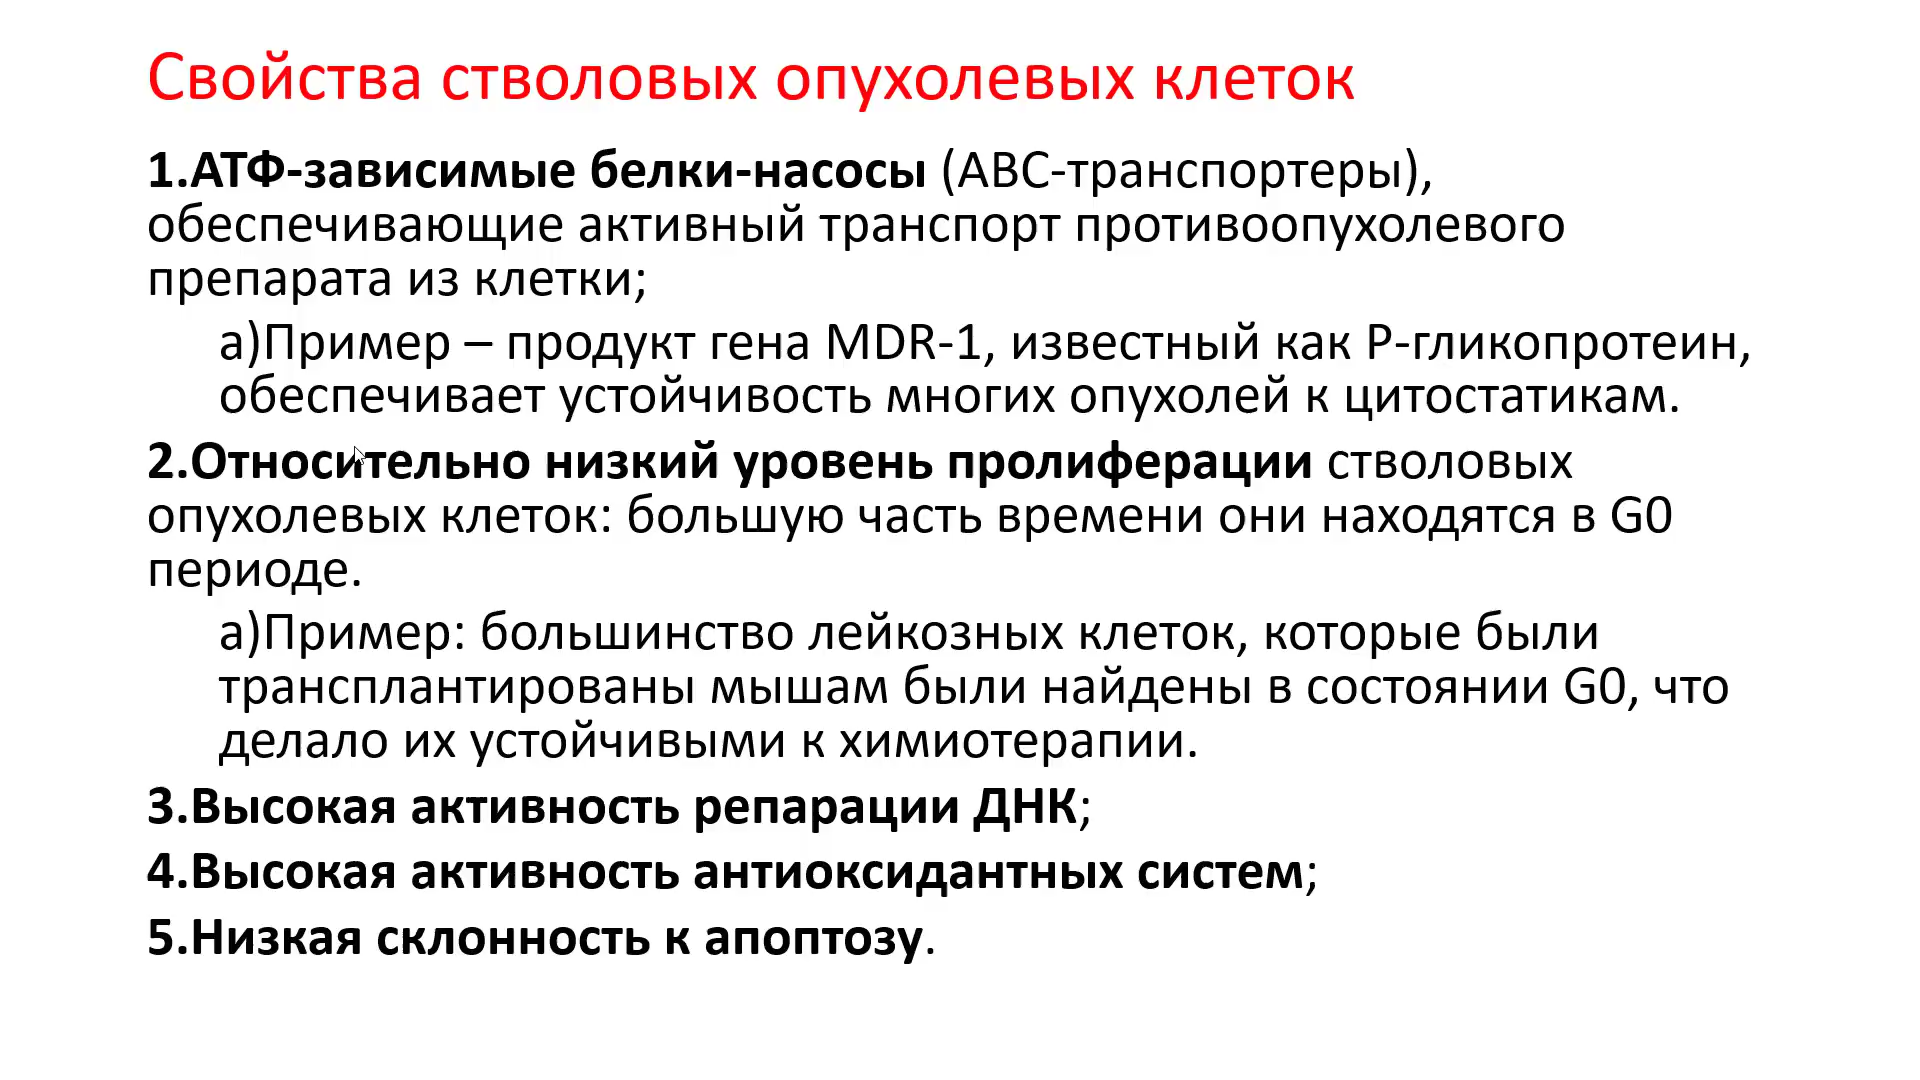 Свойства стволовых опухолевых клеток
1.АТФ-зависимые белки-насосы (АВС-транспортеры),
обеспечивающие активный транспорт противоопухолевого
препарата из клетки;
а)Пример – продукт гена MDR-1, известный как Р-гликопротеин,
обеспечивает устойчивость многих опухолей к цитостатикам.
2.Относительно низкий уровень пролиферации стволовых
опухолевых клеток: большую часть времени они находятся в G0
периоде.
а)Пример: большинство лейкозных клеток, которые были
трансплантированы мышам были найдены в состоянии G0, что
делало их устойчивыми к химиотерапии.
3.Высокая активность репарации ДНК;
4.Высокая активность антиоксидантных систем;
5.Низкая склонность к апоптозу.